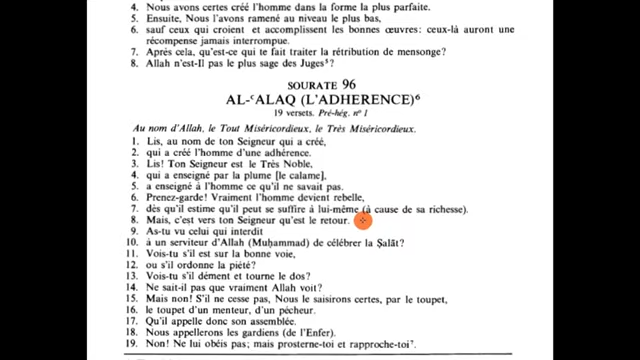 4. Nous avons certes créé l'homme dans la forme la plus parfaite.
5. Ensuite, Nous l'avons ramené au niveau le plus bas,
6. sauf ceux qui croient et accomplissent les bonnes œuvres: ceux-là auront une
récompense jamais interrompue.
7. Après cela, qu'est-ce qui te fait traiter la rétribution de mensonge?
8. Allah n'est-Il pas le plus sage des Juges⁵?
SOURATE 96
AL-ᶜALAQ (L'ADHERENCE)⁶
19 versets. Pré-hég. n° 1
Au nom d'Allah, le Tout Miséricordieux, le Très Miséricordieux.
1. Lis, au nom de ton Seigneur qui a créé,
2. qui a créé l'homme d'une adhérence.
3. Lis! Ton Seigneur est le Très Noble,
4. qui a enseigné par la plume [le calame],
5. a enseigné à l'homme ce qu'il ne savait pas.
6. Prenez-garde! Vraiment l'homme devient rebelle,
7. dès qu'il estime qu'il peut se suffire à lui-même (à cause de sa richesse).
8. Mais, c'est vers ton Seigneur qu'est le retour.
9. As-tu vu celui qui interdit
10. à un serviteur d'Allah (Muḥammad) de célébrer la Ṣalāt?
11. Vois-tu s'il est sur la bonne voie,
12. ou s'il ordonne la piété?
13. Vois-tu s'il dément et tourne le dos?
14. Ne sait-il pas que vraiment Allah voit?
15. Mais non! S'il ne cesse pas, Nous le saisirons certes, par le toupet,
16. le toupet d'un menteur, d'un pécheur.
17. Qu'il appelle donc son assemblée.
18. Nous appellerons les gardiens (de l'Enfer).
19. Non! Ne lui obéis pas; mais prosterne-toi et rapproche-toi⁷.